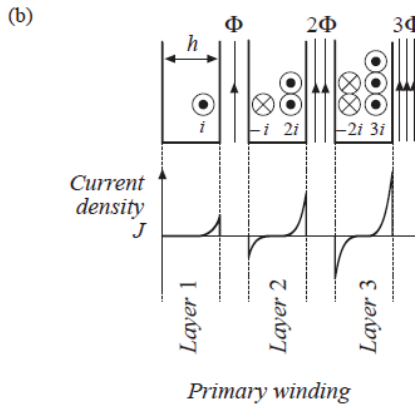 (b)
h
Φ
2Φ
3Φ
i
–i
2i
–2i
3i
Current
density
J
Layer 1
Layer 2
Layer 3
Primary winding